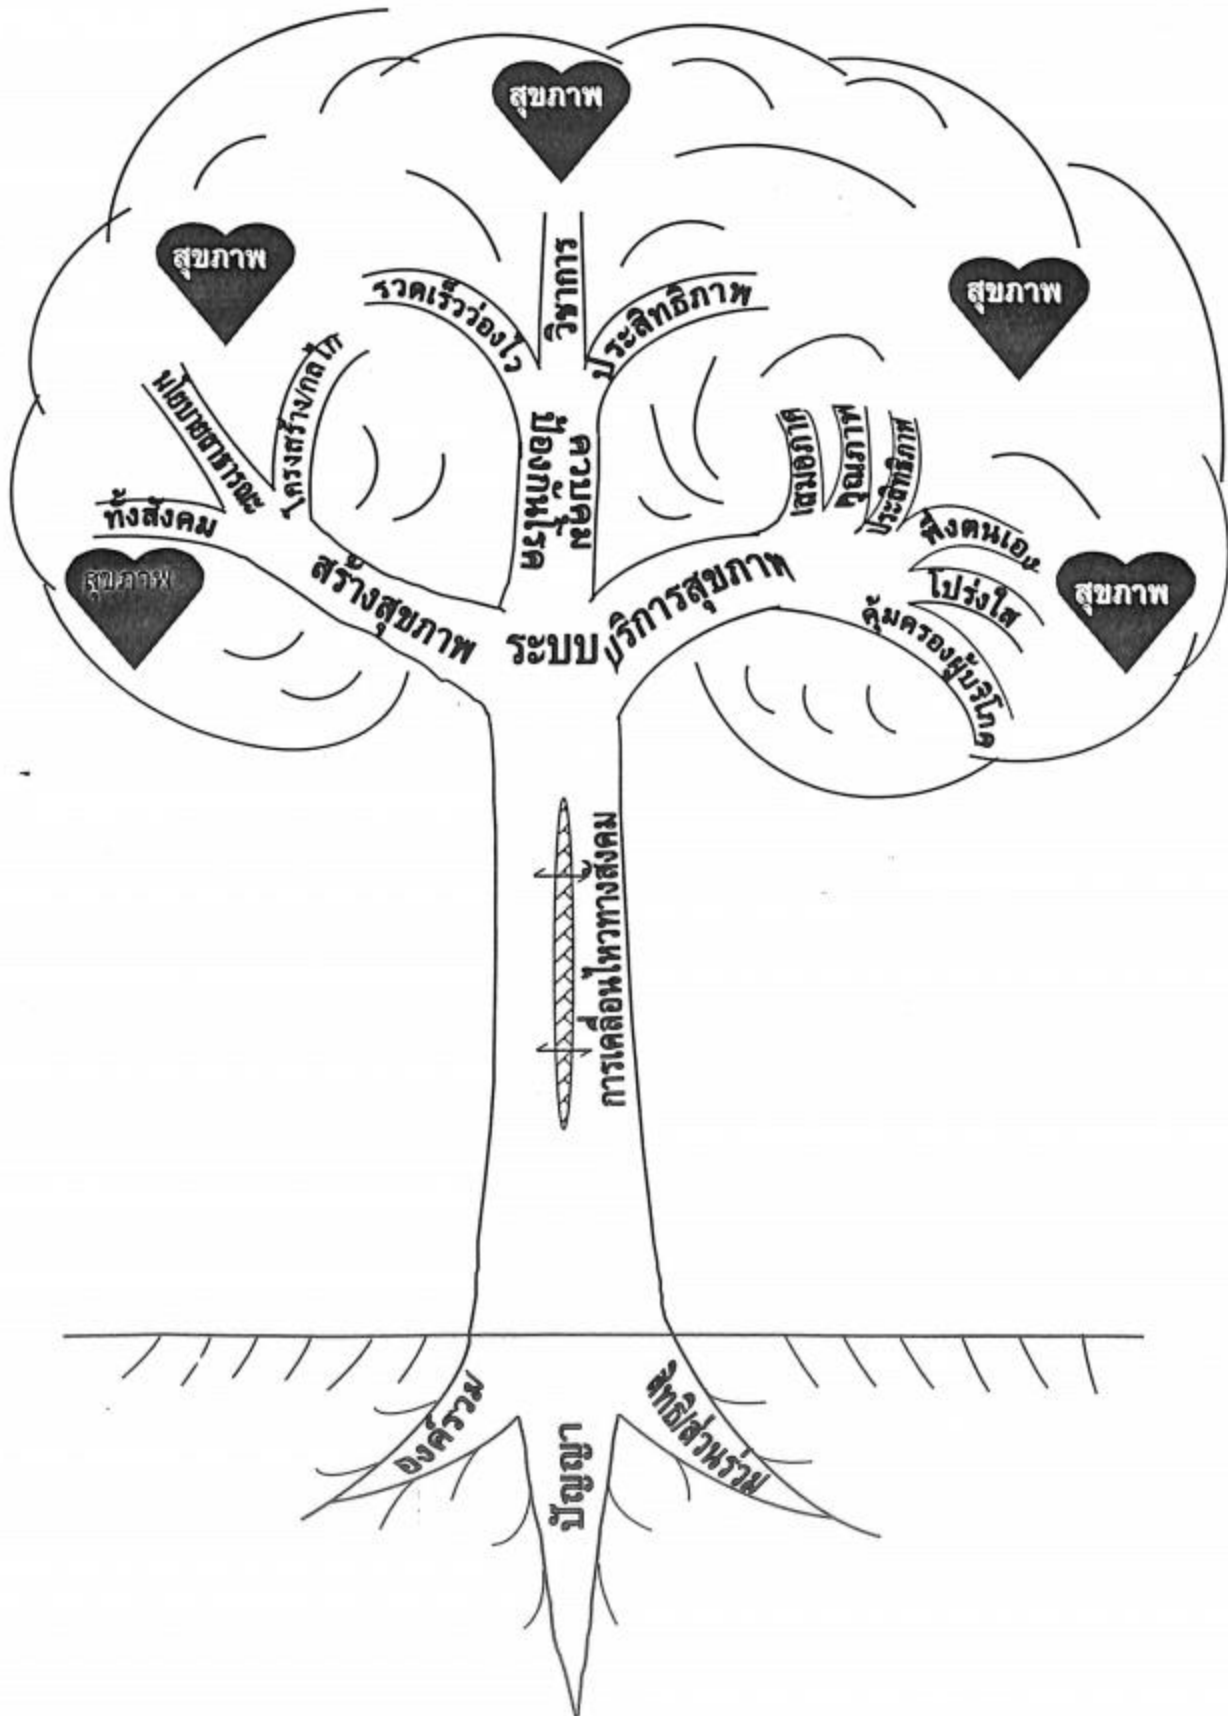 สุขภาพ
สุขภาพ
สุขภาพ
วิชาการ
รวดเร็วว่องไว
ประสิทธิภาพ
โครงสร้าง/กลไก
นโยบายสาธารณะ
ทั้งสังคม
ควบคุม
ป้องกันโรค
เสมอภาค
คุณภาพ
ประสิทธิภาพ
พึ่งตนเอง
โปร่งใส
คุ้มครองผู้บริโภค
สุขภาพ
สุขภาพ
สร้างสุขภาพ
ระบบ
บริการสุขภาพ
การเคลื่อนไหวทางสังคม
องค์รวม
ปัญญา
สิทธิ/ส่วนร่วม